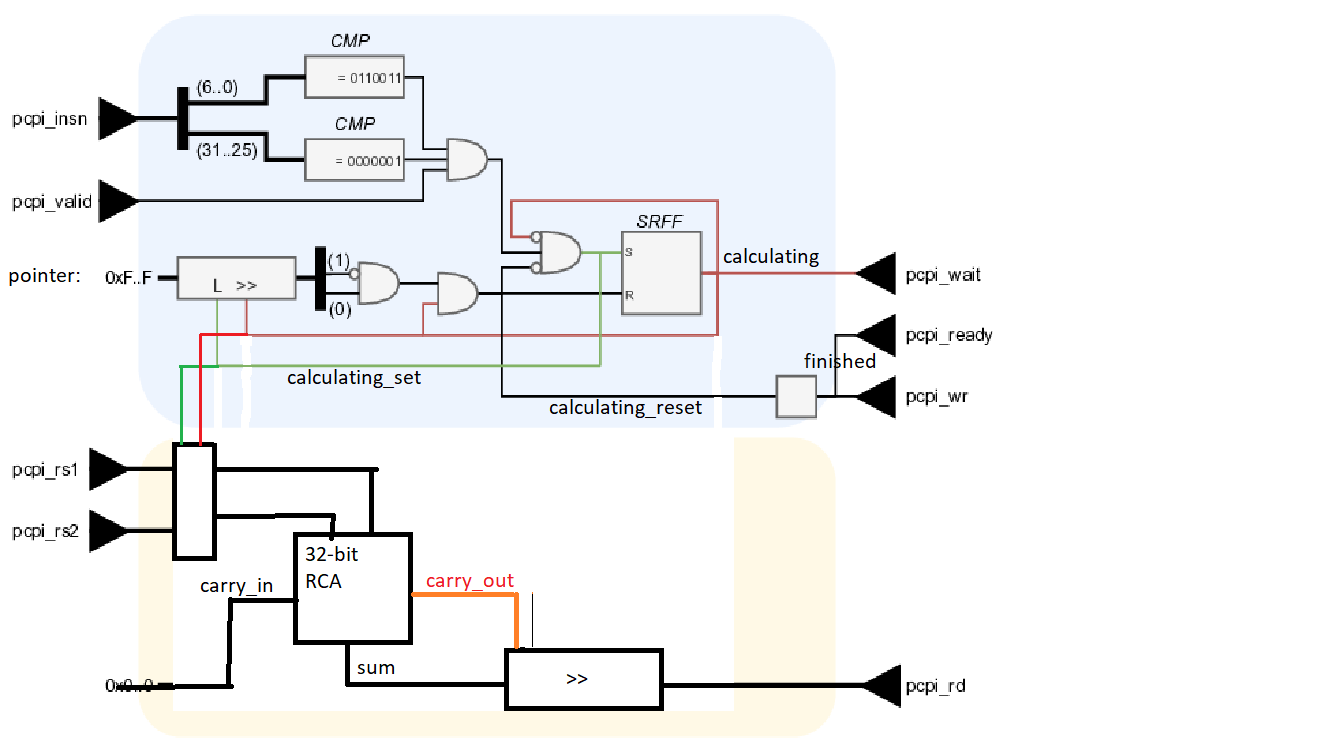 CMP
(6..0)
= 0110011
pcpi_insn
CMP
(31..25)
= 0000001
pcpi_valid
SRFF
S
calculating
pointer: 0xF..F
L >>
(1)
(0)
R
pcpi_wait
pcpi_ready
finished
calculating_set
pcpi_wr
calculating_reset
pcpi_rs1
pcpi_rs2
32-bit
RCA
carry_in
carry_out
sum
0x0..0
>>
pcpi_rd